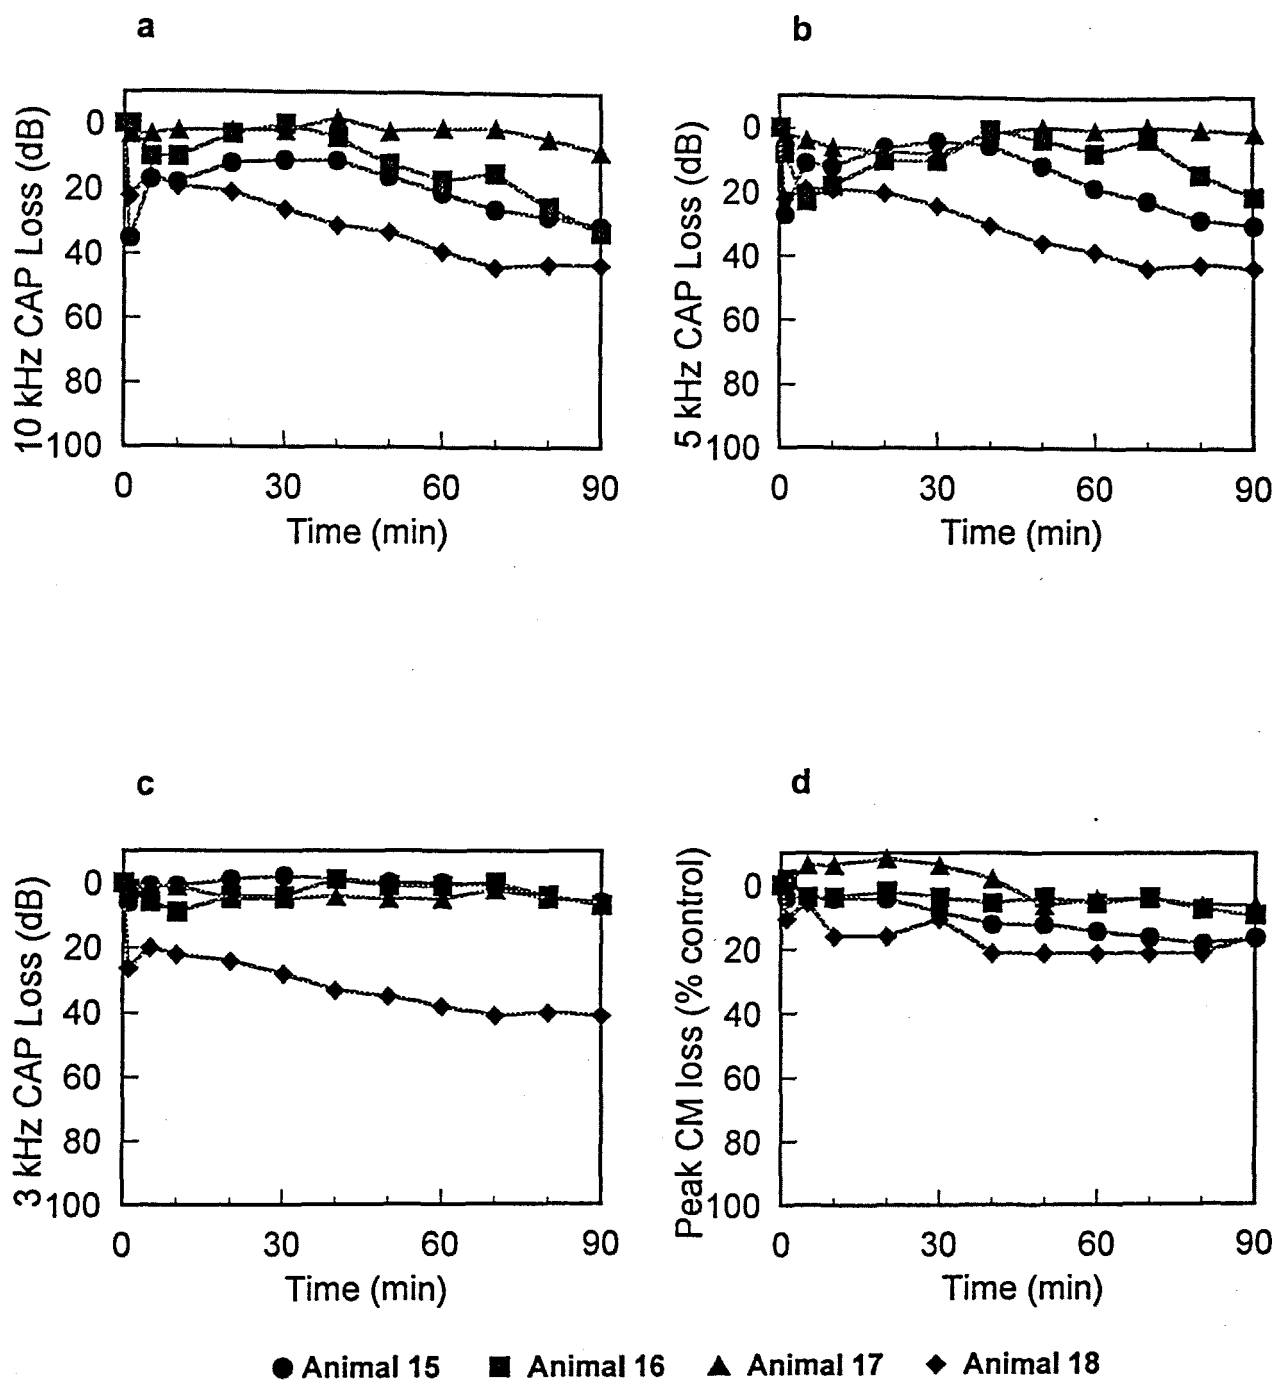 a
10 kHz CAP Loss (dB)
0
20
40
60
80
100
0 30 60 90
Time (min)
b
5 kHz CAP Loss (dB)
0
20
40
60
80
100
0 30 60 90
Time (min)
c
3 kHz CAP Loss (dB)
0
20
40
60
80
100
0 30 60 90
Time (min)
d
Peak CM loss (% control)
0
20
40
60
80
100
0 30 60 90
Time (min)
Animal 15 Animal 16 Animal 17 Animal 18